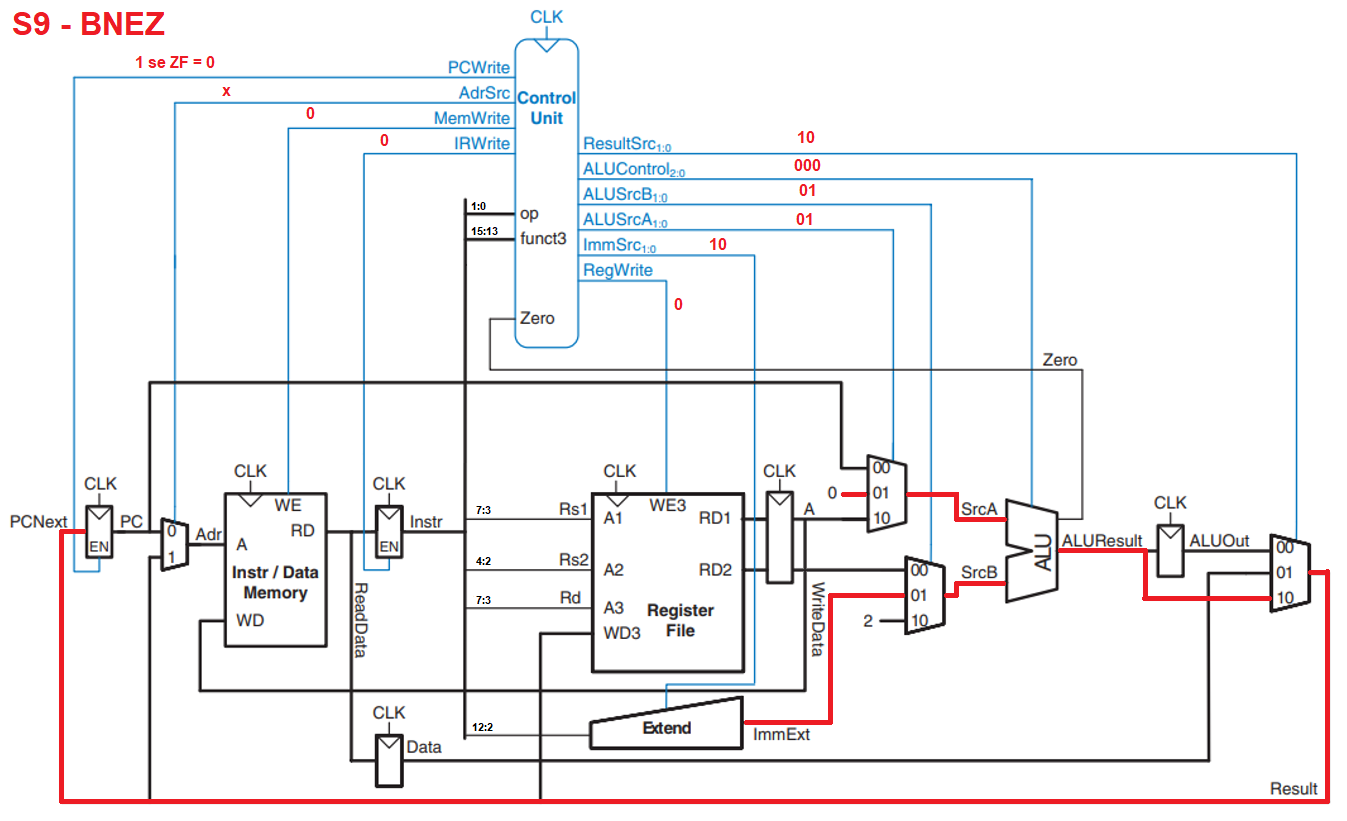 S9 - BNEZ
CLK
1 se ZF = 0
PCWrite
x
AdrSrc
Control
Unit
0
MemWrite
0
IRWrite
ResultSrc1:0
10
ALUControl2:0
000
ALUSrcB1:0
01
ALUSrcA1:0
01
ImmSrc1:0
10
RegWrite
0
1:0
op
15:13
funct3
Zero
Zero
CLK
CLK
CLK
CLK
CLK
CLK
PCNext
PC
EN
0
1
Adr
WE
RD
A
Instr / Data
Memory
WD
EN
Instr
ReadData
7:3
Rs1
A1
WE3
RD1
4:2
Rs2
A2
RD2
7:3
Rd
A3
WD3
Register
File
A
WriteData
0
00
01
10
SrcA
00
01
10
2
SrcB
ALU
ALUResult
ALUOut
00
01
10
12:2
Extend
ImmExt
CLK
Data
Result